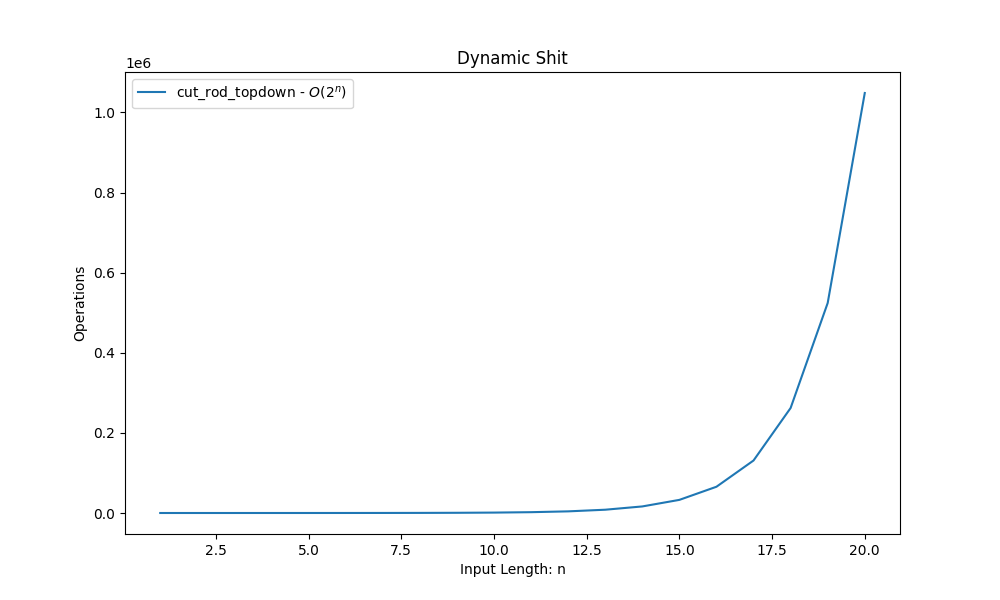 Dynamic Shit
1e6
cut_rod_topdown - O(2^n)
1.0
0.8
0.6
0.4
0.2
0.0
Operations
2.5 5.0 7.5 10.0 12.5 15.0 17.5 20.0
Input Length: n